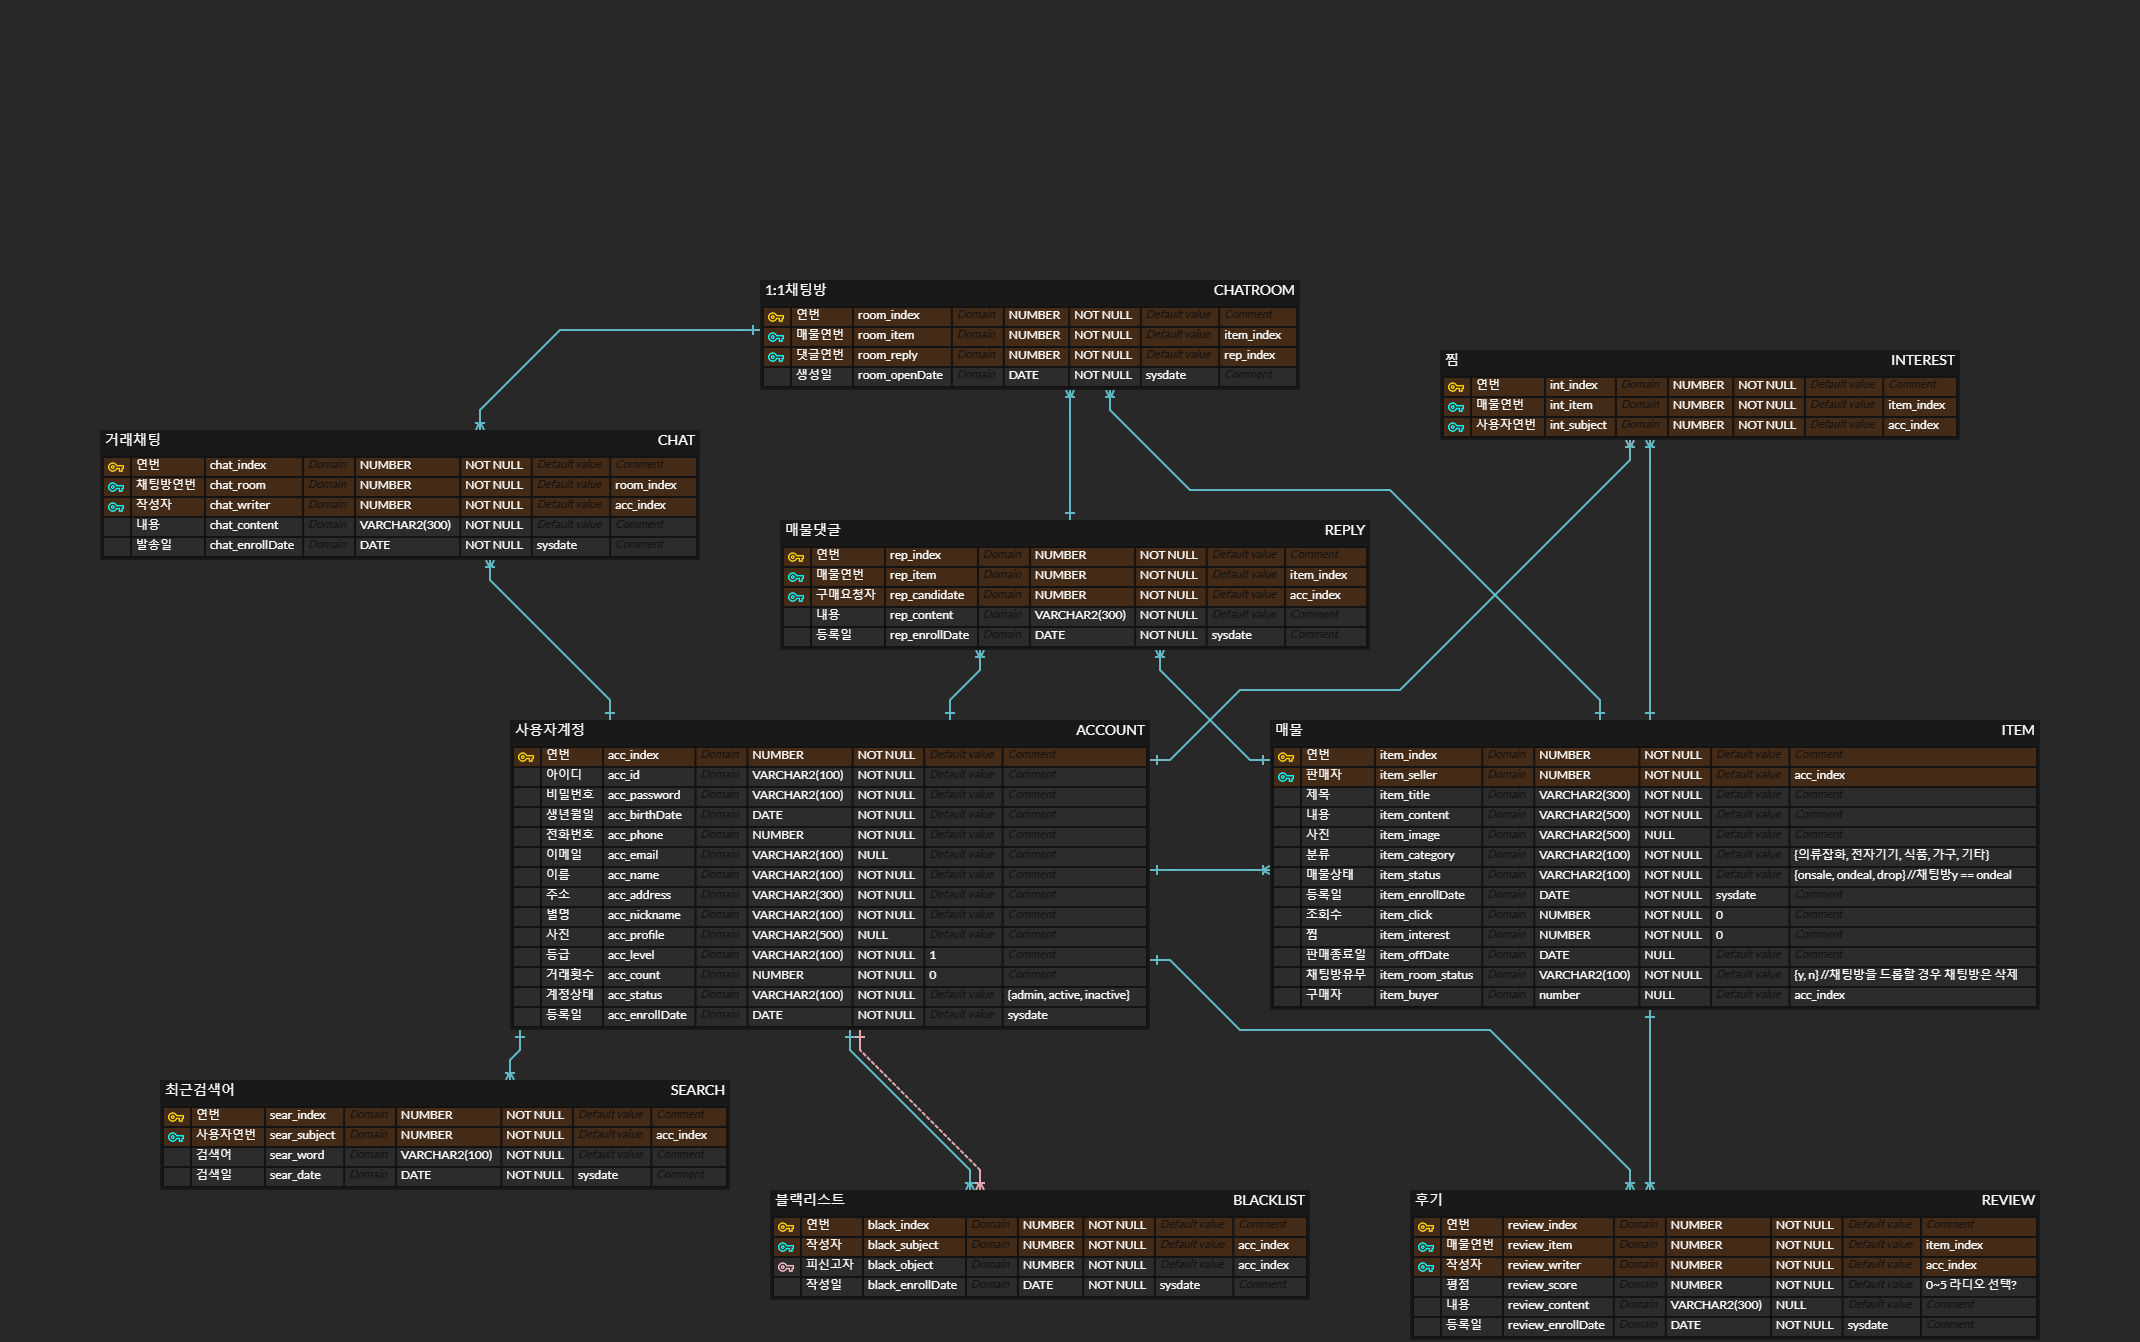 1:1채팅방 CHATROOM
연번 room_index Domain NUMBER NOT NULL Default value Comment
매물연번 room_item Domain NUMBER NOT NULL Default value item_index
댓글연번 room_reply Domain NUMBER NOT NULL Default value rep_index
생성일 room_openDate Domain DATE NOT NULL sysdate Comment
찜 INTEREST
연번 int_index Domain NUMBER NOT NULL Default value Comment
매물연번 int_item Domain NUMBER NOT NULL Default value item_index
사용자연번 int_subject Domain NUMBER NOT NULL Default value acc_index
거래채팅 CHAT
연번 chat_index Domain NUMBER NOT NULL Default value Comment
채팅방연번 chat_room Domain NUMBER NOT NULL Default value room_index
작성자 chat_writer Domain NUMBER NOT NULL Default value acc_index
내용 chat_content Domain VARCHAR2(300) NOT NULL Default value Comment
발송일 chat_enrollDate Domain DATE NOT NULL sysdate Comment
매물댓글 REPLY
연번 rep_index Domain NUMBER NOT NULL Default value Comment
매물연번 rep_item Domain NUMBER NOT NULL Default value item_index
구매요청자 rep_candidate Domain NUMBER NOT NULL Default value acc_index
내용 rep_content Domain VARCHAR2(300) NOT NULL Default value Comment
등록일 rep_enrollDate Domain DATE NOT NULL sysdate Comment
사용자계정 ACCOUNT
연번 acc_index Domain NUMBER NOT NULL Default value Comment
아이디 acc_id Domain VARCHAR2(100) NOT NULL Default value Comment
비밀번호 acc_password Domain VARCHAR2(100) NOT NULL Default value Comment
생년월일 acc_birthDate Domain DATE NOT NULL Default value Comment
전화번호 acc_phone Domain NUMBER NOT NULL Default value Comment
이메일 acc_email Domain VARCHAR2(100) NULL Default value Comment
이름 acc_name Domain VARCHAR2(100) NOT NULL Default value Comment
주소 acc_address Domain VARCHAR2(300) NOT NULL Default value Comment
별명 acc_nickname Domain VARCHAR2(100) NOT NULL Default value Comment
사진 acc_profile Domain VARCHAR2(500) NULL Default value Comment
등급 acc_level Domain VARCHAR2(100) NOT NULL 1 Comment
거래횟수 acc_count Domain NUMBER NOT NULL 0 Comment
계정상태 acc_status Domain VARCHAR2(100) NOT NULL Default value {admin, active, inactive}
등록일 acc_enrollDate Domain DATE NOT NULL Default value sysdate
매물 ITEM
연번 item_index Domain NUMBER NOT NULL Default value Comment
판매자 item_seller Domain NUMBER NOT NULL Default value acc_index
제목 item_title Domain VARCHAR2(300) NOT NULL Default value Comment
내용 item_content Domain VARCHAR2(500) NOT NULL Default value Comment
사진 item_image Domain VARCHAR2(500) NULL Default value Comment
분류 item_category Domain VARCHAR2(100) NOT NULL Default value {의류잡화, 전자기기, 식품, 가구, 기타}
매물상태 item_status Domain VARCHAR2(100) NOT NULL Default value {onsale, ondeal, drop} //채팅방y == ondeal
등록일 item_enrollDate Domain DATE NOT NULL sysdate Comment
조회수 item_click Domain NUMBER NOT NULL 0 Comment
찜 item_interest Domain NUMBER NOT NULL 0 Comment
판매종료일 item_offDate Domain DATE NULL Default value Comment
채팅방유무 item_room_status Domain VARCHAR2(100) NOT NULL Default value {y, n} //채팅방을 드롭할 경우 채팅방은 삭제
구매자 item_buyer Domain number NULL Default value acc_index
최근검색어 SEARCH
연번 sear_index Domain NUMBER NOT NULL Default value Comment
사용자연번 sear_subject Domain NUMBER NOT NULL Default value acc_index
검색어 sear_word Domain VARCHAR2(100) NOT NULL Default value Comment
검색일 sear_date Domain DATE NOT NULL sysdate Comment
블랙리스트 BLACKLIST
연번 black_index Domain NUMBER NOT NULL Default value Comment
작성자 black_subject Domain NUMBER NOT NULL Default value acc_index
피신고자 black_object Domain NUMBER NOT NULL Default value acc_index
작성일 black_enrollDate Domain DATE NOT NULL sysdate Comment
후기 REVIEW
연번 review_index Domain NUMBER NOT NULL Default value Comment
매물연번 review_item Domain NUMBER NOT NULL Default value item_index
작성자 review_writer Domain NUMBER NOT NULL Default value acc_index
평점 review_score Domain NUMBER NOT NULL Default value 0~5 라디오 선택?
내용 review_content Domain VARCHAR2(300) NULL Default value Comment
등록일 review_enrollDate Domain DATE NOT NULL sysdate Comment